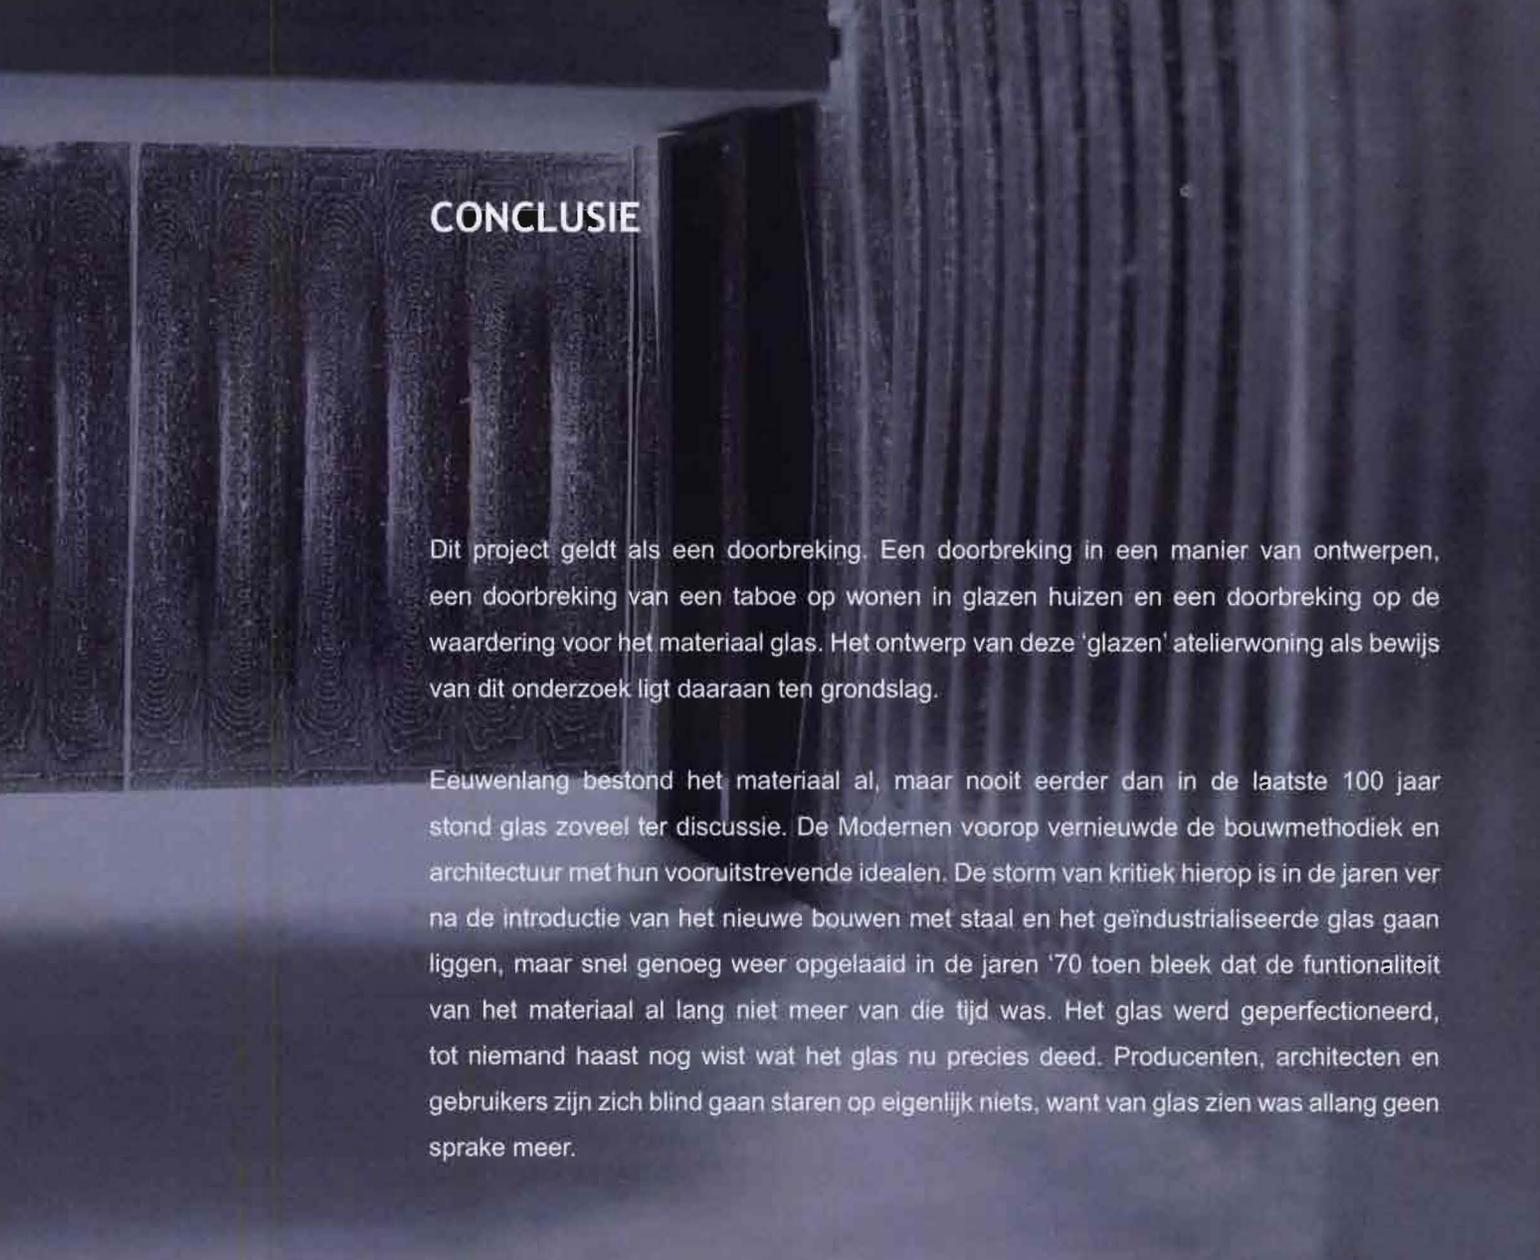 CONCLUSIE
Dit project geldt als een doorbreking. Een doorbreking in een manier van ontwerpen,
een doorbreking van een taboe op wonen in glazen huizen en een doorbreking op de
waardering voor het materiaal glas. Het ontwerp van deze ‘glazen’ atelierwoning als bewijs
van dit onderzoek ligt daaraan ten grondslag.
Eeuwenlang bestond het materiaal al, maar nooit eerder dan in de laatste 100 jaar
stond glas zoveel ter discussie. De Modernen voorop vernieuwde de bouwmethodiek en
architectuur met hun vooruitstrevende idealen. De storm van kritiek hierop is in de jaren ver
na de introductie van het nieuwe bouwen met staal en het geïndustrialiseerde glas gaan
liggen, maar snel genoeg weer opgelaaid in de jaren ‘70 toen bleek dat de funtionaliteit
van het materiaal al lang niet meer van die tijd was. Het glas werd geperfectioneerd,
tot niemand haast nog wist wat het glas nu precies deed. Producenten, architecten en
gebruikers zijn zich blind gaan staren op eigenlijk niets, want van glas zien was allang geen
sprake meer.